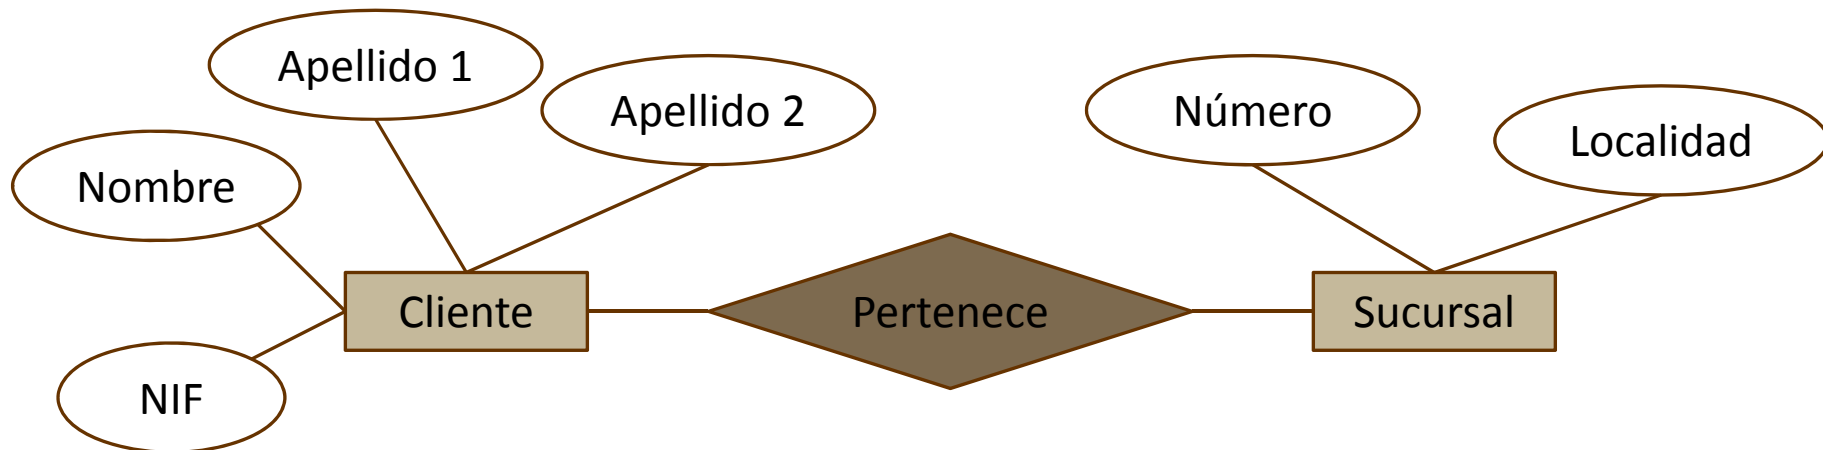 Apellido 1
Apellido 2
Número
Localidad
Nombre
Cliente
Pertenece
Sucursal
NIF